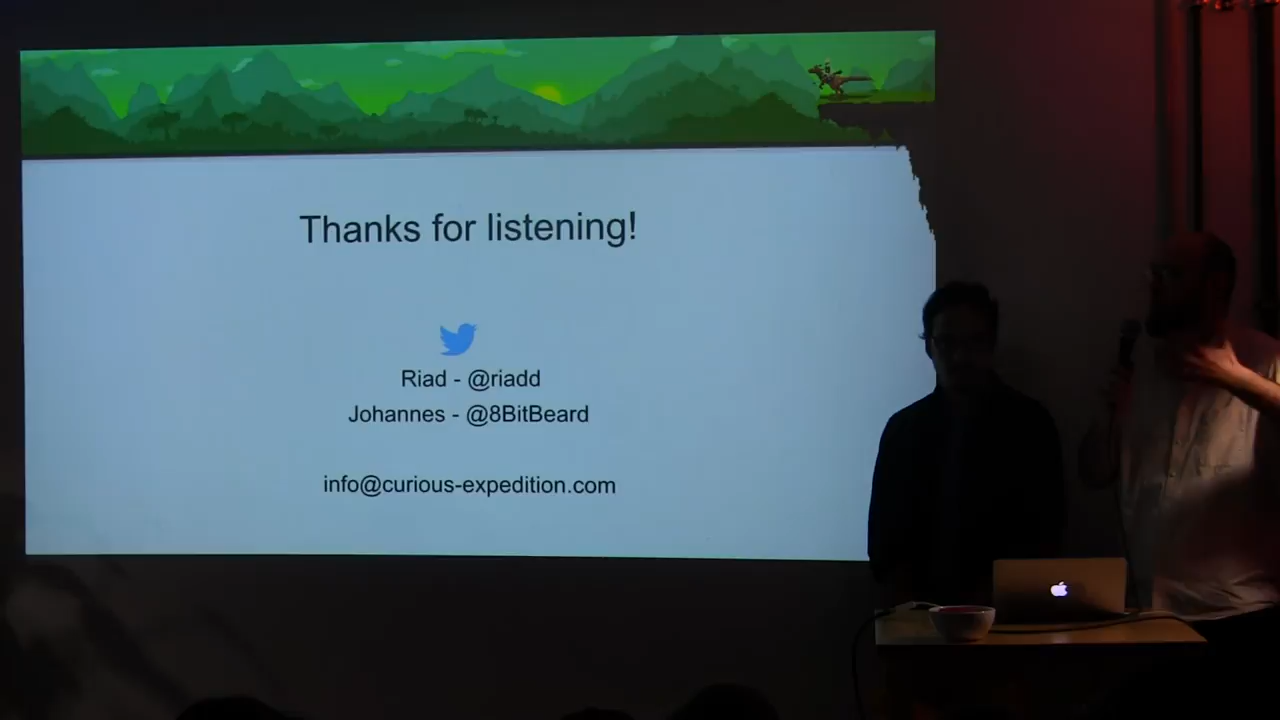 Thanks for listening!
Riad - @riadd
Johannes - @8BitBeard
info@curious-expedition.com